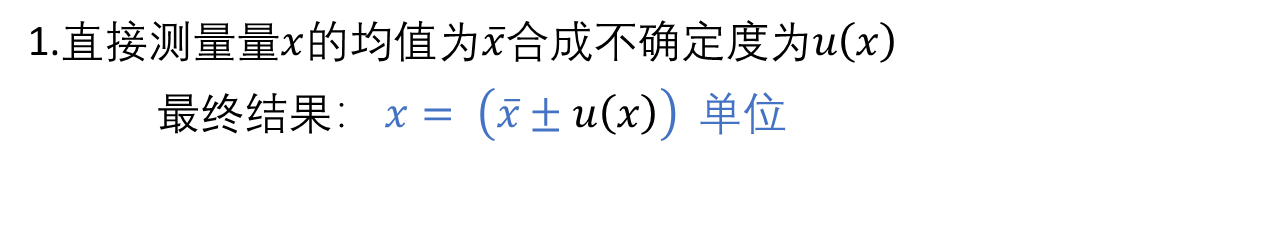 1.直接测量量x的均值为x̄合成不确定度为u(x)
最终结果： x = (x̄ ± u(x)) 单位